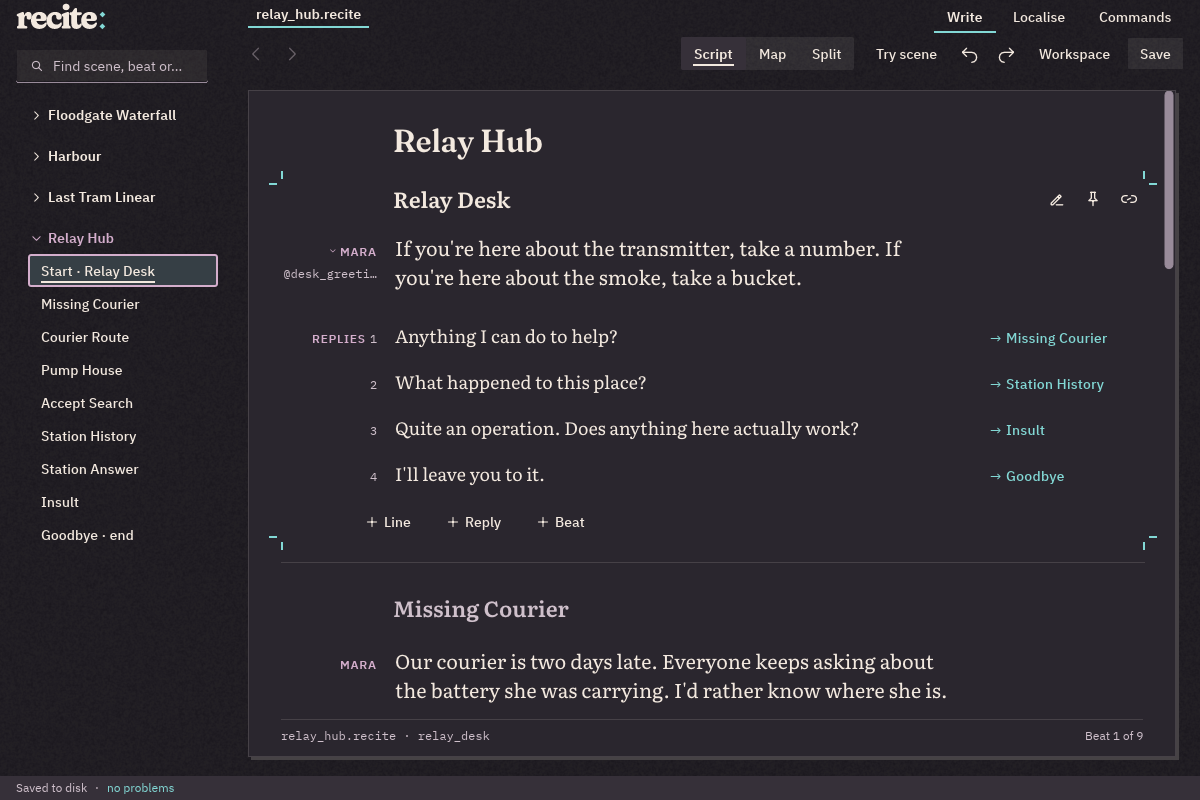 recite:
relay_hub.recite
Write
Localise
Commands
Find scene, beat or...
Script
Map
Split
Try scene
Workspace
Save
Floodgate Waterfall
Harbour
Last Tram Linear
Relay Hub
Start · Relay Desk
Missing Courier
Courier Route
Pump House
Accept Search
Station History
Station Answer
Insult
Goodbye · end
Relay Hub
Relay Desk
MARA
@desk_greeti…
If you're here about the transmitter, take a number. If
you're here about the smoke, take a bucket.
REPLIES 1 Anything I can do to help? → Missing Courier
2 What happened to this place? → Station History
3 Quite an operation. Does anything here actually work? → Insult
4 I'll leave you to it. → Goodbye
+ Line + Reply + Beat
Missing Courier
MARA
Our courier is two days late. Everyone keeps asking about
the battery she was carrying. I'd rather know where she is.
relay_hub.recite · relay_desk
Beat 1 of 9
Saved to disk · no problems